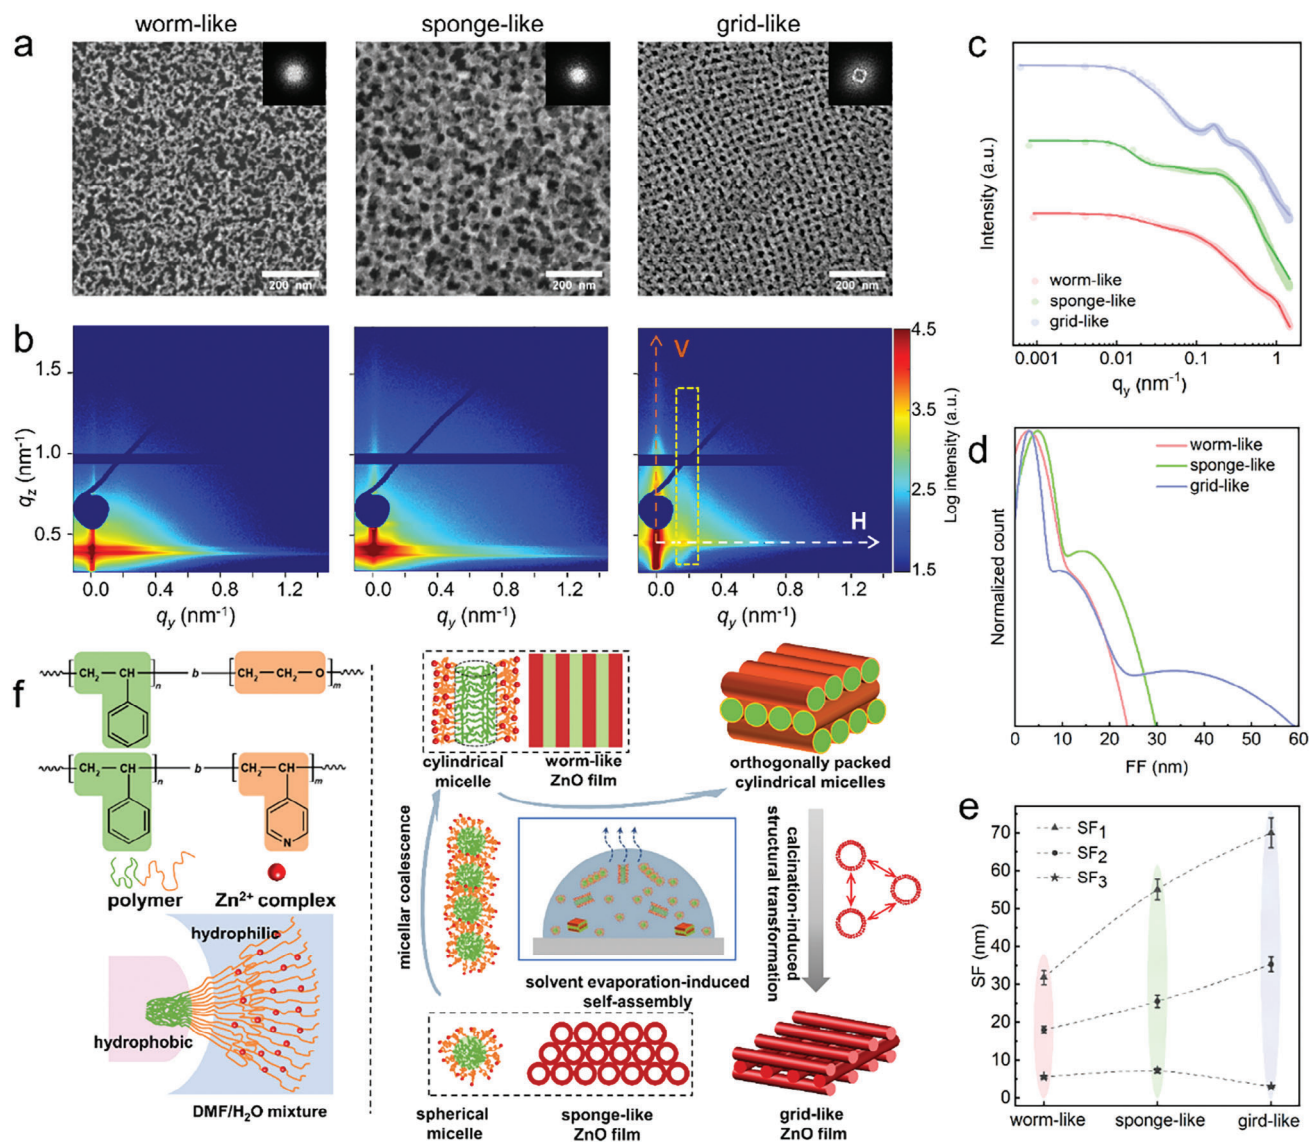 a
worm-like
sponge-like
grid-like
200 nm
200 nm
200 nm
b
q_z (nm⁻¹)
1.5
1.0
0.5
0.0
0.4
0.8
1.2
q_y (nm⁻¹)
0.0
0.4
0.8
1.2
q_y (nm⁻¹)
V
H
0.0
0.4
0.8
1.2
q_y (nm⁻¹)
4.5
3.5
2.5
1.5
Log intensity (a.u.)
c
Intensity (a.u.)
worm-like
sponge-like
grid-like
0.001
0.01
0.1
1
q_y (nm⁻¹)
d
worm-like
sponge-like
grid-like
Normalized count
0
10
20
30
40
50
60
FF (nm)
e
SF₁
SF₂
SF₃
SF (nm)
70
60
50
40
30
20
10
0
worm-like
sponge-like
gird-like
f
CH₂ CH n b CH₂ CH₂ O m
CH₂ CH n b CH₂ CH m
N
polymer
Zn²⁺ complex
hydrophilic
hydrophobic
DMF/H₂O mixture
cylindrical
micelle
worm-like
ZnO film
orthogonally packed
cylindrical micelles
micellar coalescence
solvent evaporation-induced
self-assembly
calcination-induced
structural transformation
spherical
micelle
sponge-like
ZnO film
grid-like
ZnO film